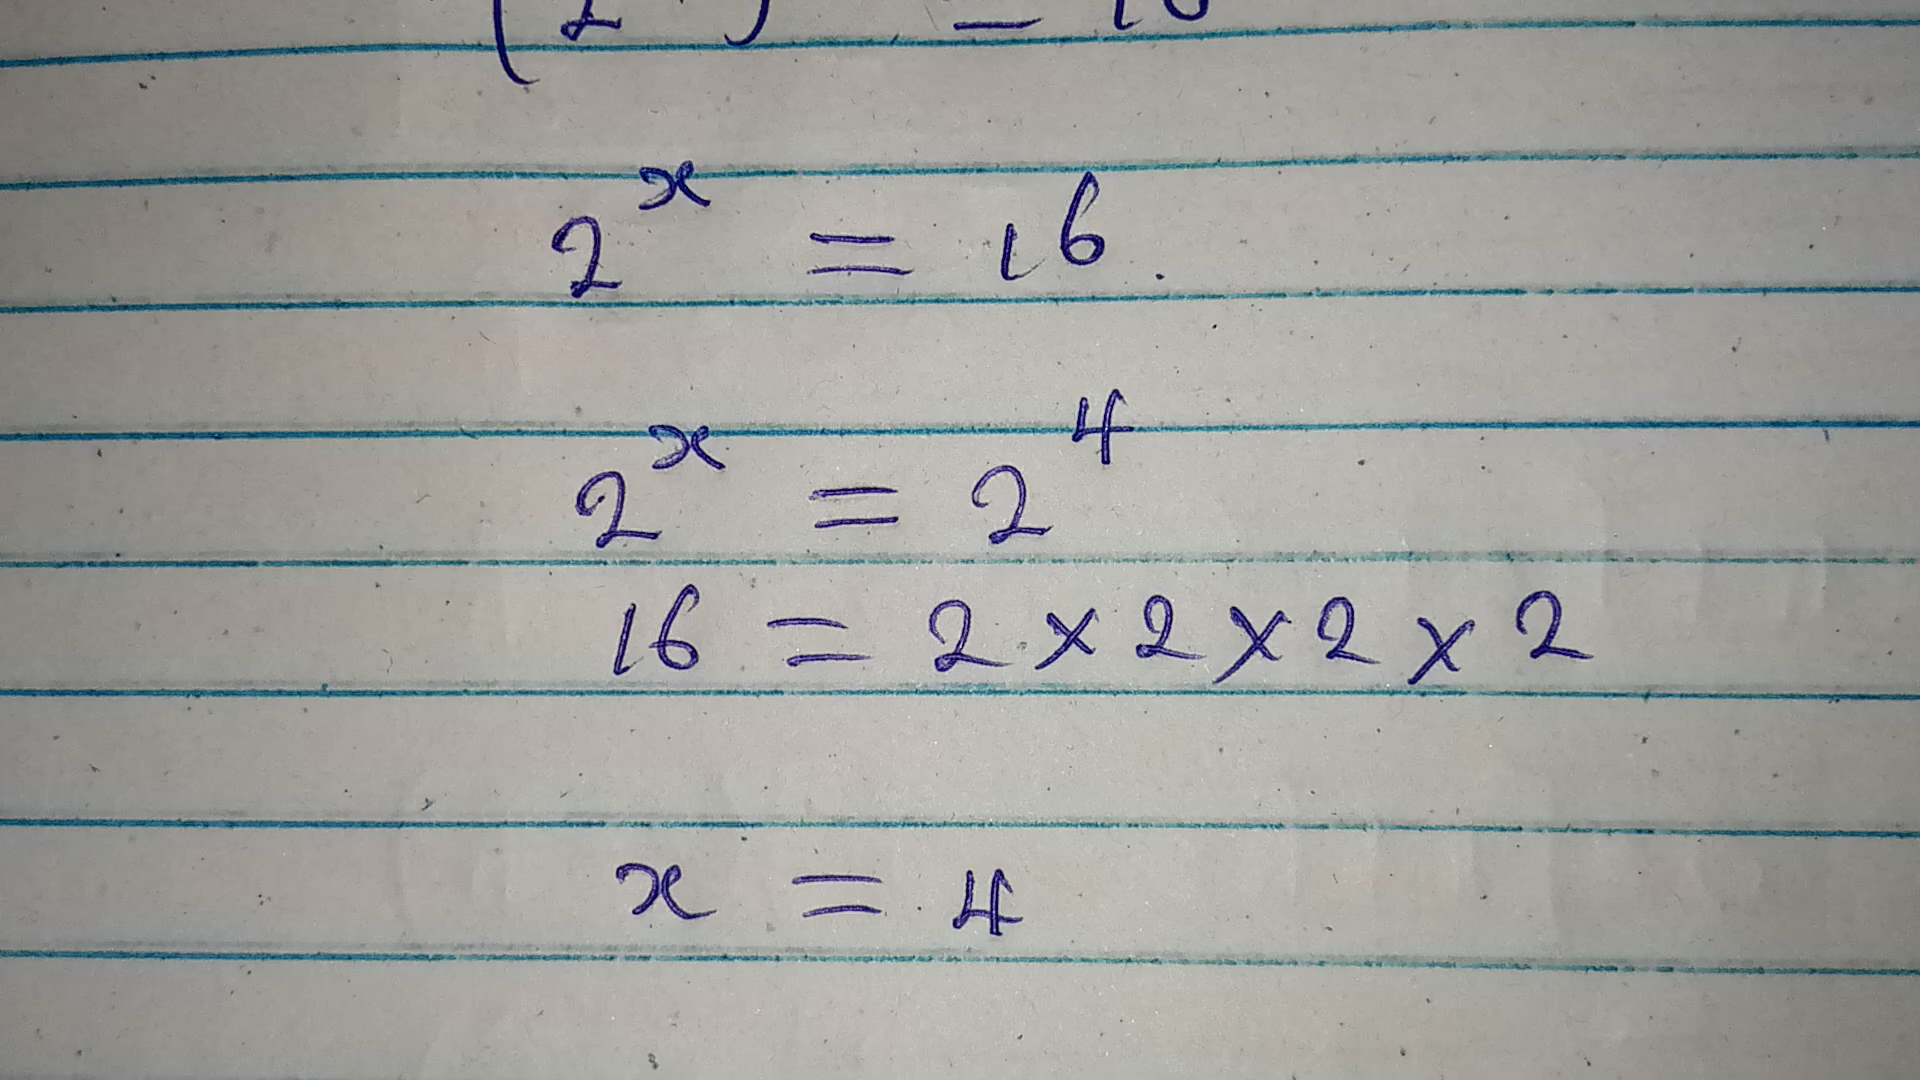 2^x = 16.
2^x = 2^4
16 = 2 × 2 × 2 × 2
x = 4